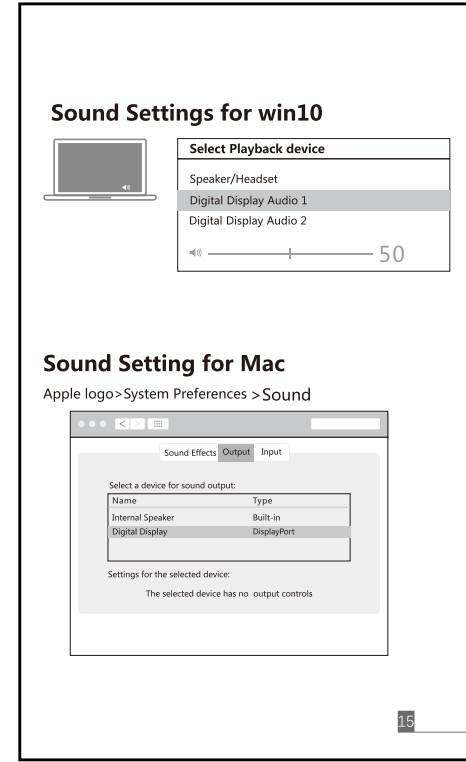 Sound Settings for win10
Select Playback device
Speaker/Headset
Digital Display Audio 1
Digital Display Audio 2
50
Sound Setting for Mac
Apple logo>System Preferences >Sound
Sound Effects Output Input
Select a device for sound output:
Name Type
Internal Speaker Built-in
Digital Display DisplayPort
Settings for the selected device:
The selected device has no output controls
15